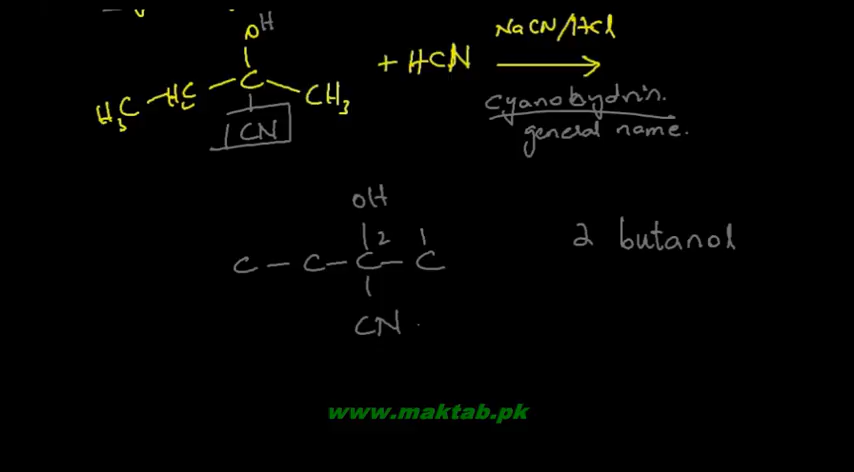 OH
H3C H2C C CH3 + HCN NaCN/HCl
CN
Cyanohydrin.
general name.
OH
2 1
C - C - C - C
CN
2 butanol
www.maktab.pk